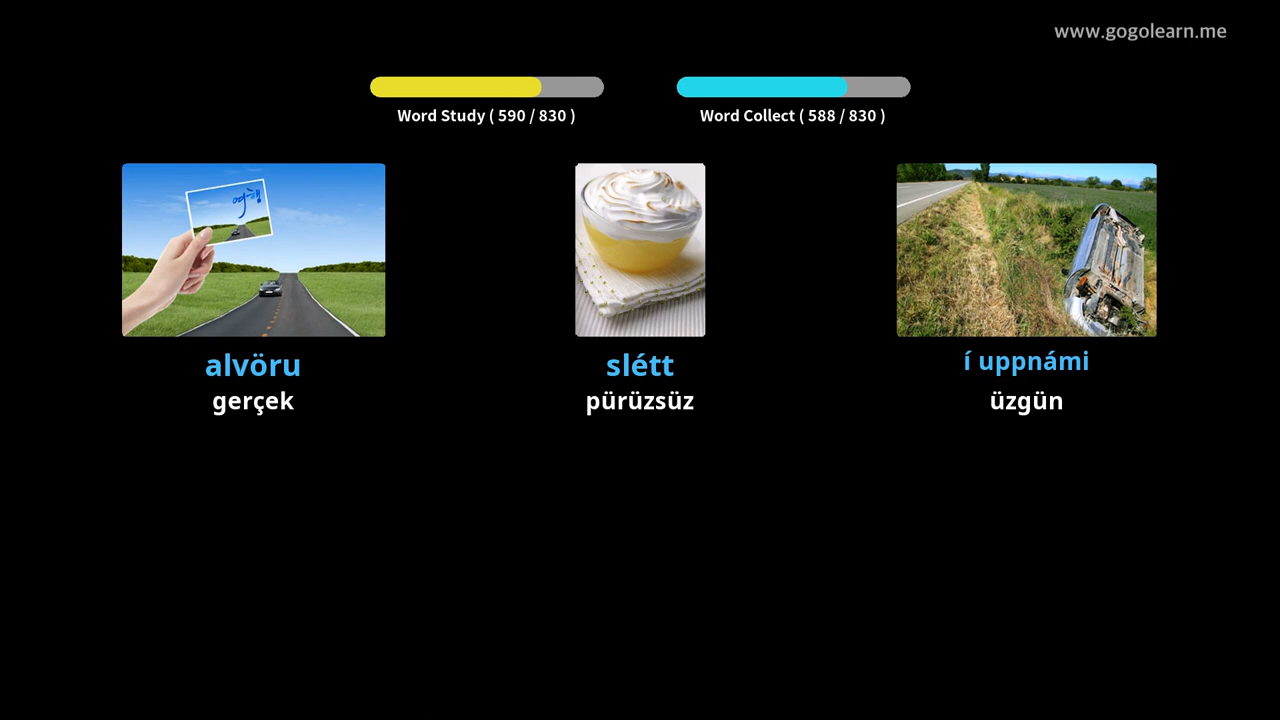 www.gogolearn.me
Word Study ( 590 / 830 )
Word Collect ( 588 / 830 )
alvöru
slétt
í uppnámi
gerçek
pürüzsüz
üzgün